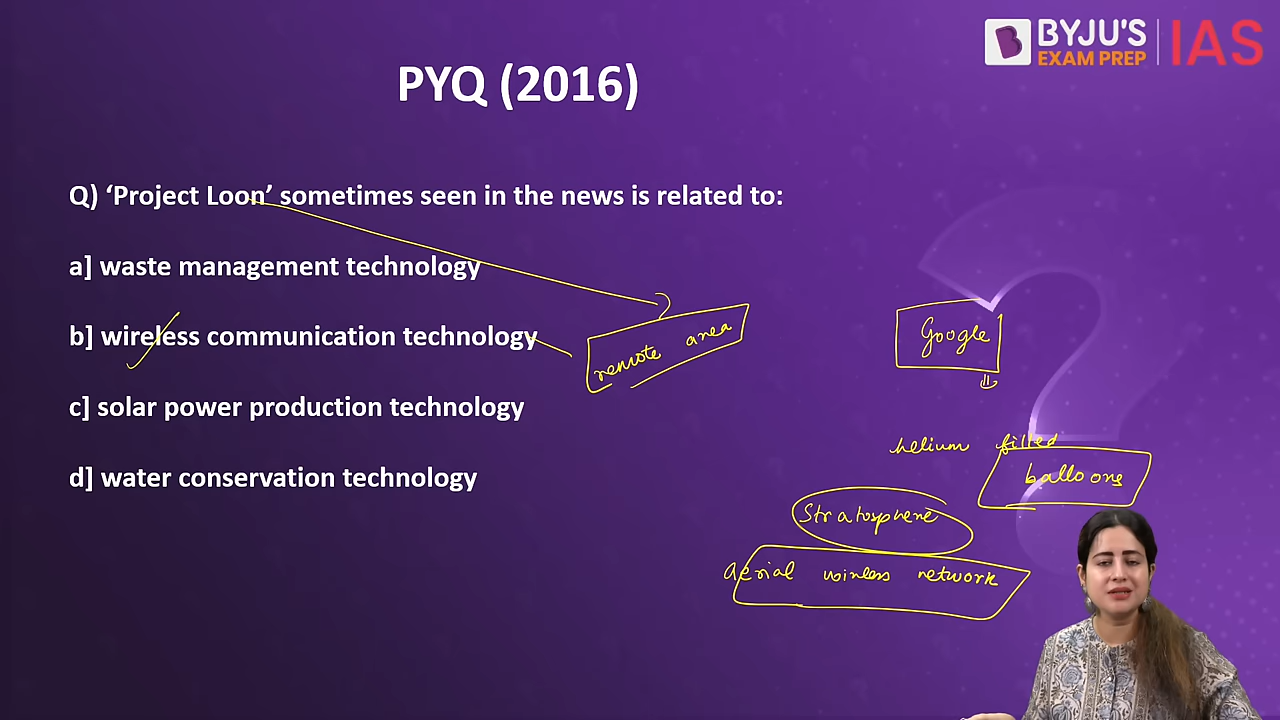 BYJU'S
EXAM PREP
IAS
PYQ (2016)
Q) ‘Project Loon’ sometimes seen in the news is related to:
a] waste management technology
b] wireless communication technology
c] solar power production technology
d] water conservation technology
remote area
Google
helium filled
balloons
Stratosphere
aerial wireless network